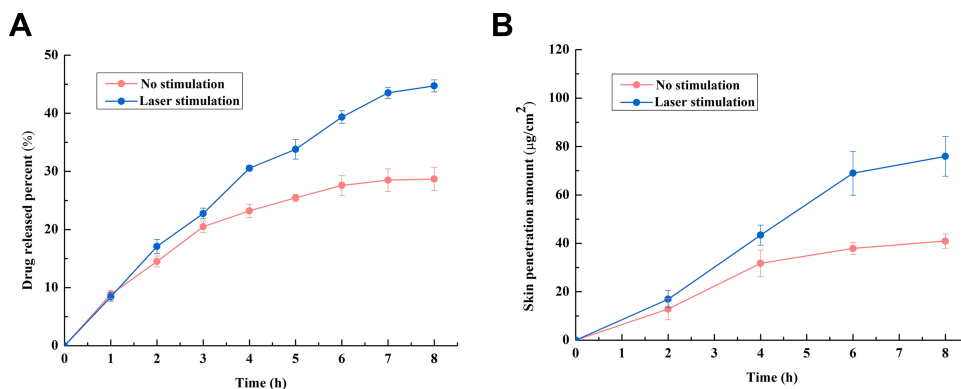 A
Drug released percent (%)
50
40
30
20
10
0
No stimulation
Laser stimulation
0 1 2 3 4 5 6 7 8
Time (h)
B
Skin penetration amount (μg/cm²)
120
100
80
60
40
20
0
No stimulation
Laser stimulation
0 1 2 3 4 5 6 7 8
Time (h)